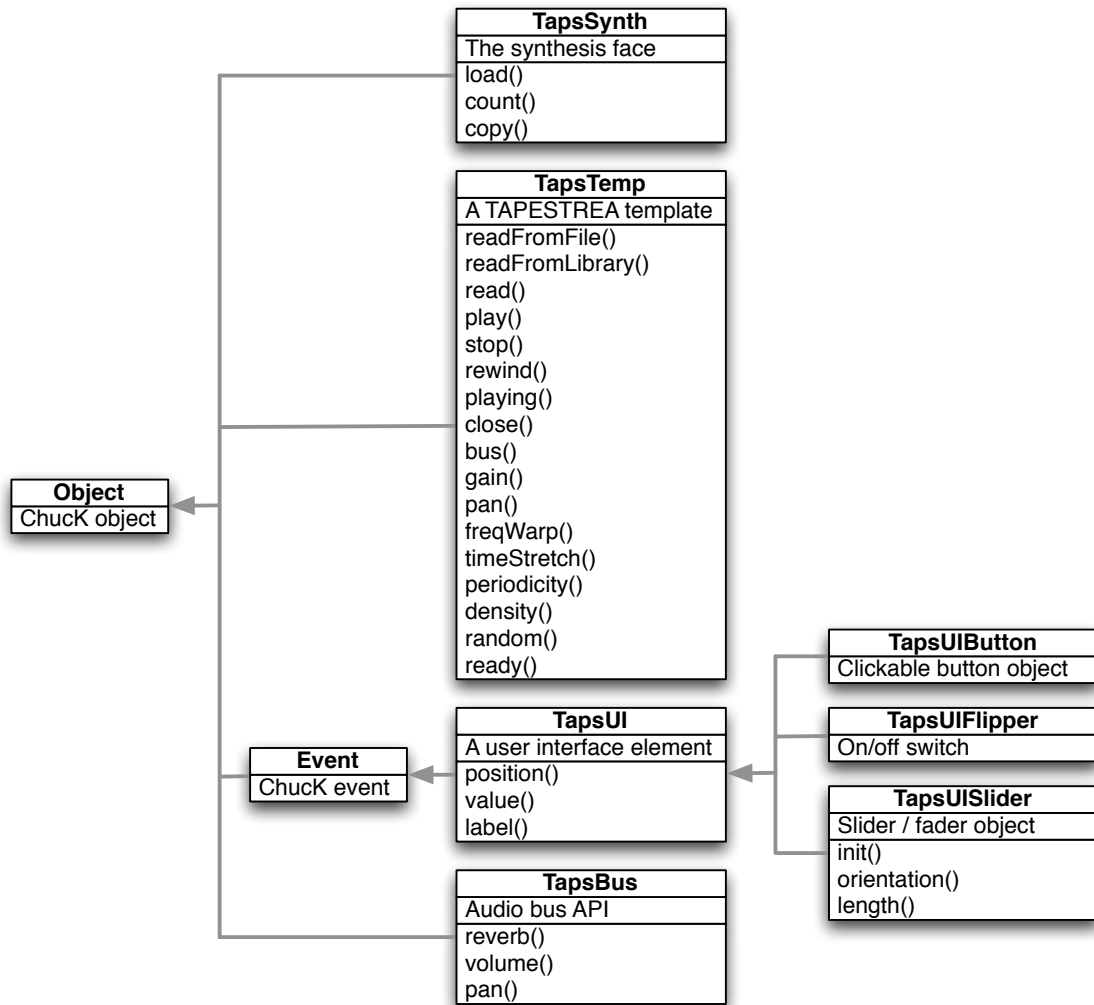 TapsSynth
The synthesis face
load()
count()
copy()
TapsTemp
A TAPESTREA template
readFromFile()
readFromLibrary()
read()
play()
stop()
rewind()
playing()
close()
bus()
gain()
pan()
freqWarp()
timeStretch()
periodicity()
density()
random()
ready()
Object
ChucK object
Event
ChucK event
TapsUI
A user interface element
position()
value()
label()
TapsUIButton
Clickable button object
TapsUIFlipper
On/off switch
TapsUISlider
Slider / fader object
init()
orientation()
length()
TapsBus
Audio bus API
reverb()
volume()
pan()